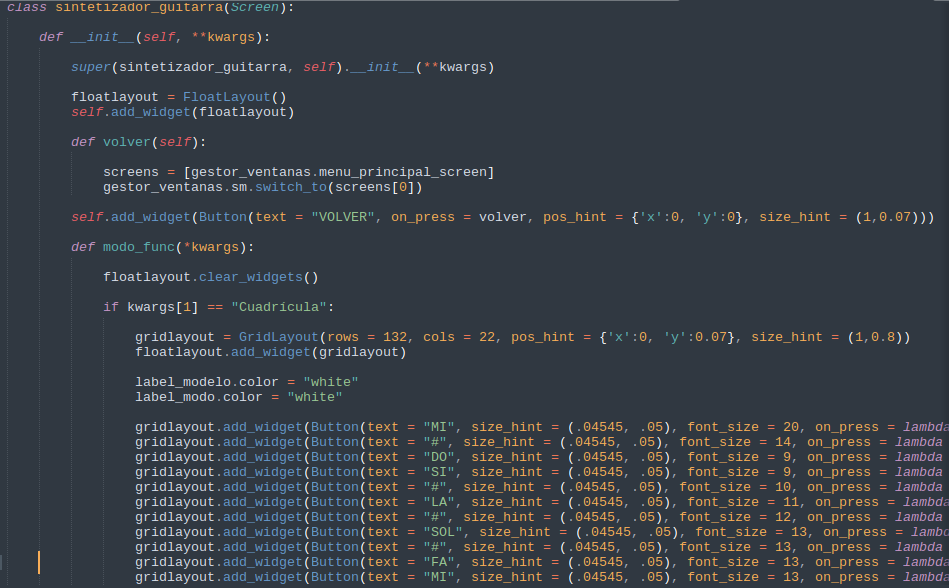 class sintetizador_guitarra(Screen):
def __init__(self, **kwargs):
super(sintetizador_guitarra, self).__init__(**kwargs)
floatlayout = FloatLayout()
self.add_widget(floatlayout)
def volver(self):
screens = [gestor_ventanas.menu_principal_screen]
gestor_ventanas.sm.switch_to(screens[0])
self.add_widget(Button(text = "VOLVER", on_press = volver, pos_hint = {'x':0, 'y':0}, size_hint = (1,0.07)))
def modo_func(*kwargs):
floatlayout.clear_widgets()
if kwargs[1] == "Cuadrícula":
gridlayout = GridLayout(rows = 132, cols = 22, pos_hint = {'x':0, 'y':0.07}, size_hint = (1,0.8))
floatlayout.add_widget(gridlayout)
label_modelo.color = "white"
label_modo.color = "white"
gridlayout.add_widget(Button(text = "MI", size_hint = (.04545, .05), font_size = 20, on_press = lambda
gridlayout.add_widget(Button(text = "#", size_hint = (.04545, .05), font_size = 14, on_press = lambda
gridlayout.add_widget(Button(text = "DO", size_hint = (.04545, .05), font_size = 9, on_press = lambda
gridlayout.add_widget(Button(text = "SI", size_hint = (.04545, .05), font_size = 9, on_press = lambda
gridlayout.add_widget(Button(text = "#", size_hint = (.04545, .05), font_size = 10, on_press = lambda
gridlayout.add_widget(Button(text = "LA", size_hint = (.04545, .05), font_size = 11, on_press = lambda
gridlayout.add_widget(Button(text = "#", size_hint = (.04545, .05), font_size = 12, on_press = lambda
gridlayout.add_widget(Button(text = "SOL", size_hint = (.04545, .05), font_size = 13, on_press = lambd
gridlayout.add_widget(Button(text = "#", size_hint = (.04545, .05), font_size = 13, on_press = lambda
gridlayout.add_widget(Button(text = "FA", size_hint = (.04545, .05), font_size = 13, on_press = lambda
gridlayout.add_widget(Button(text = "MI", size_hint = (.04545, .05), font_size = 13, on_press = lambda